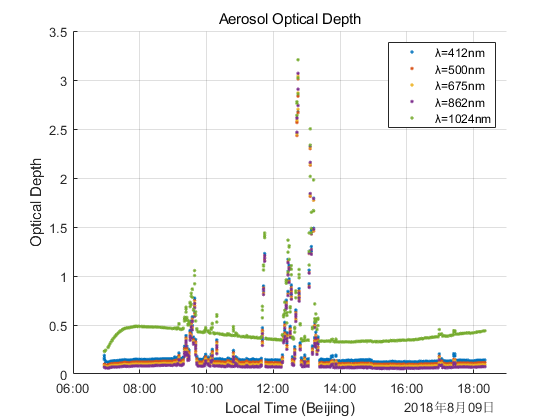 Aerosol Optical Depth
λ=412nm
λ=500nm
λ=675nm
λ=862nm
λ=1024nm
Optical Depth
3.5
3
2.5
2
1.5
1
0.5
0
06:00 08:00 10:00 12:00 14:00 16:00 18:00
Local Time (Beijing)
2018年8月09日